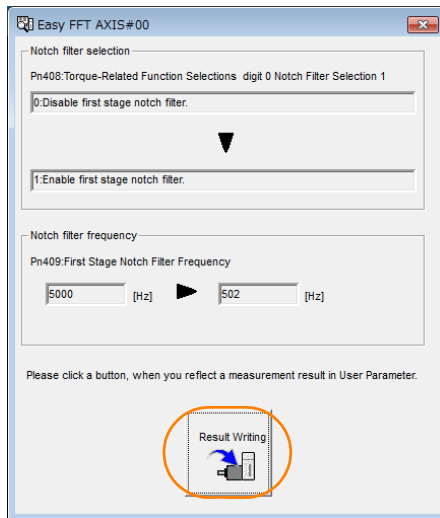 Easy FFT AXIS#00
Notch filter selection
Pn408:Torque-Related Function Selections  digit 0 Notch Filter Selection 1
0:Disable first stage notch filter.
1:Enable first stage notch filter.
Notch filter frequency
Pn409:First Stage Notch Filter Frequency
5000 [Hz] 502 [Hz]
Please click a button, when you reflect a measurement result in User Parameter.
Result Writing